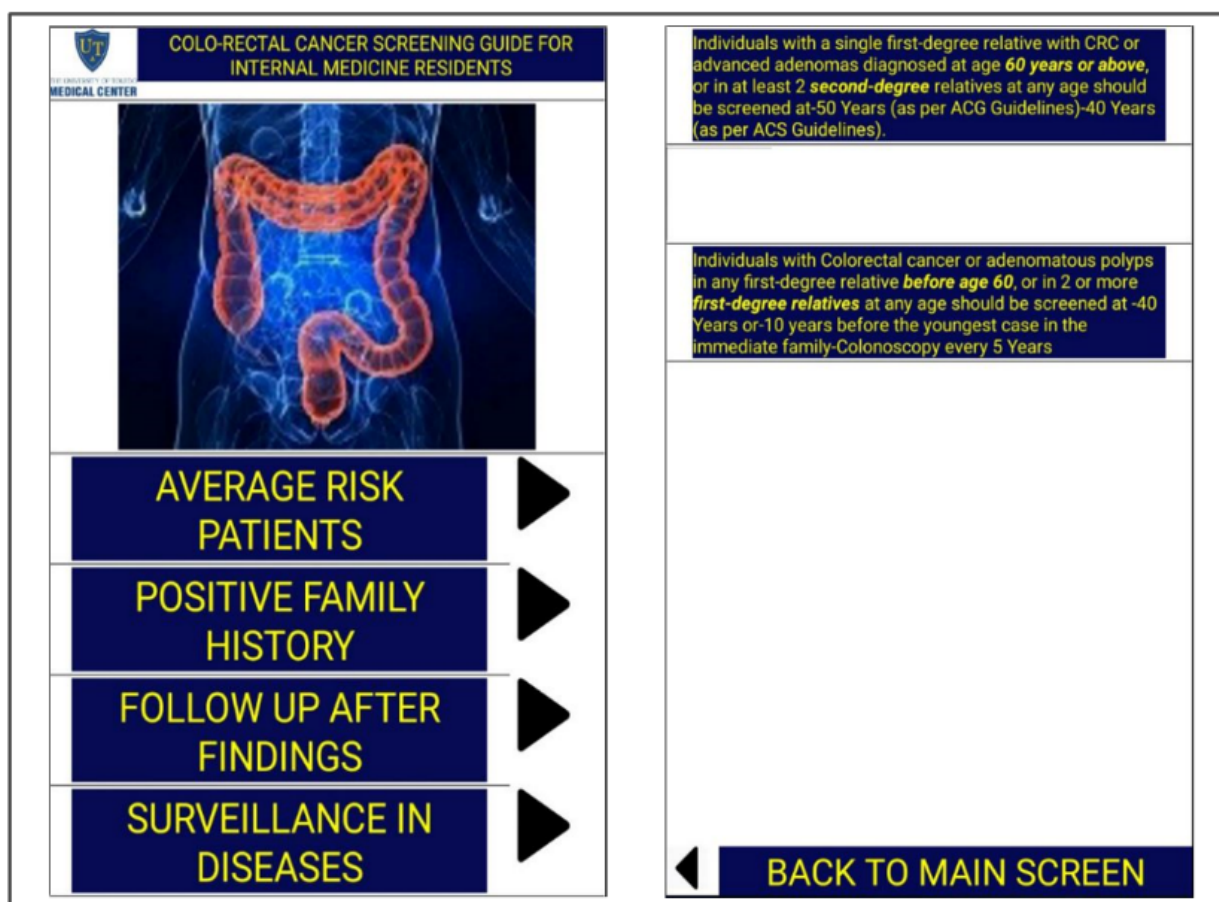 UT
COLO-RECTAL CANCER SCREENING GUIDE FOR
INTERNAL MEDICINE RESIDENTS
THE UNIVERSITY OF TOLEDO
MEDICAL CENTER
AVERAGE RISK
PATIENTS
POSITIVE FAMILY
HISTORY
FOLLOW UP AFTER
FINDINGS
SURVEILLANCE IN
DISEASES
Individuals with a single first-degree relative with CRC or
advanced adenomas diagnosed at age 60 years or above,
or in at least 2 second-degree relatives at any age should
be screened at-50 Years (as per ACG Guidelines)-40 Years
(as per ACS Guidelines).
Individuals with Colorectal cancer or adenomatous polyps
in any first-degree relative before age 60, or in 2 or more
first-degree relatives at any age should be screened at -40
Years or-10 years before the youngest case in the
immediate family-Colonoscopy every 5 Years
BACK TO MAIN SCREEN